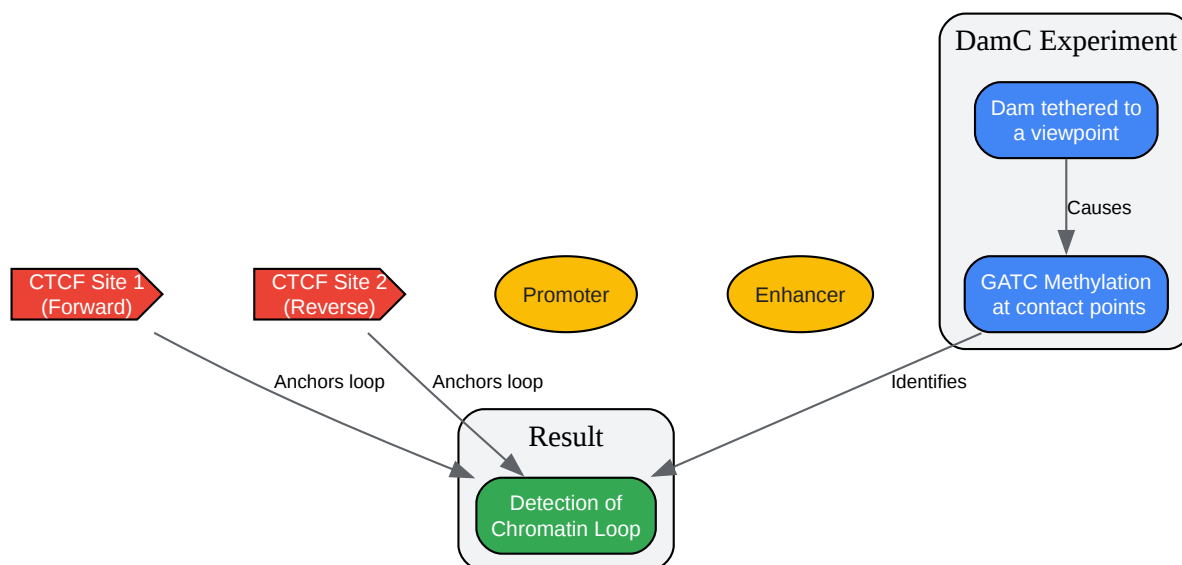 DamC Experiment
Dam tethered to
a viewpoint
Causes
CTCF Site 1
(Forward)
CTCF Site 2
(Reverse)
Promoter
Enhancer
GATC Methylation
at contact points
Anchors loop
Anchors loop
Identifies
Result
Detection of
Chromatin Loop